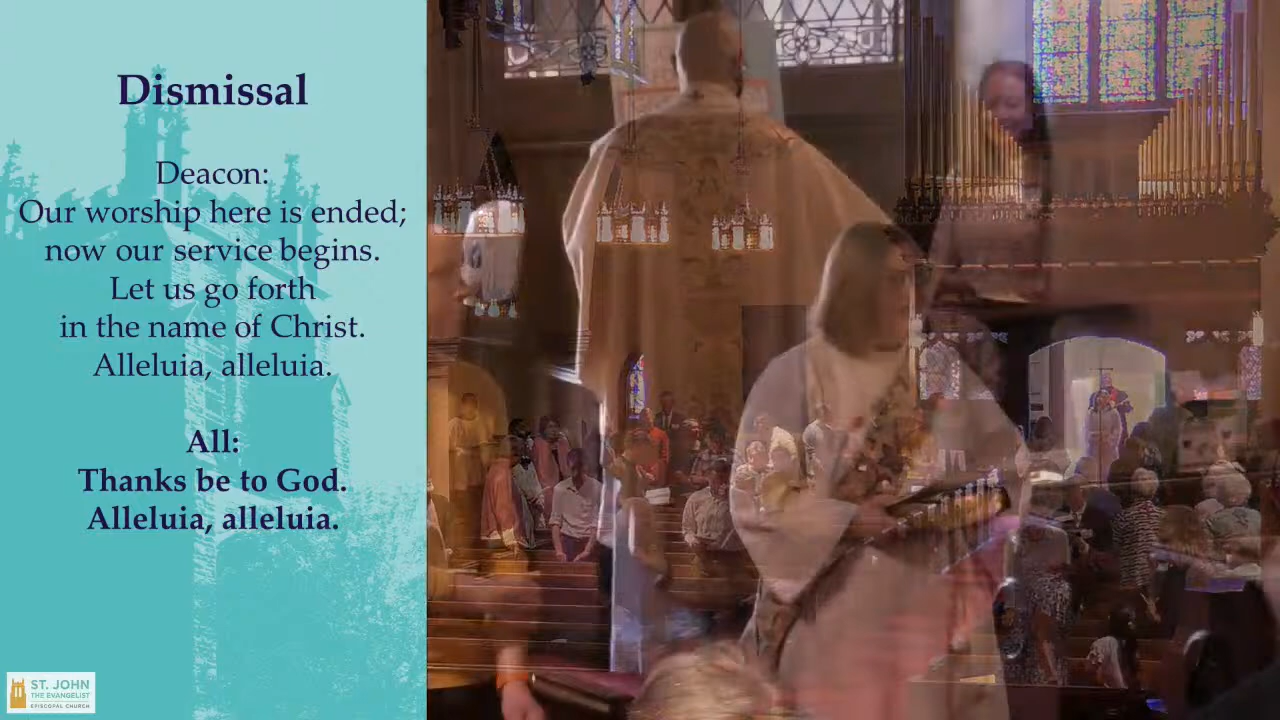 Dismissal
Deacon:
Our worship here is ended;
now our service begins.
Let us go forth
in the name of Christ.
Alleluia, alleluia.
All:
Thanks be to God.
Alleluia, alleluia.
ST. JOHN
THE EVANGELIST
EPISCOPAL CHURCH